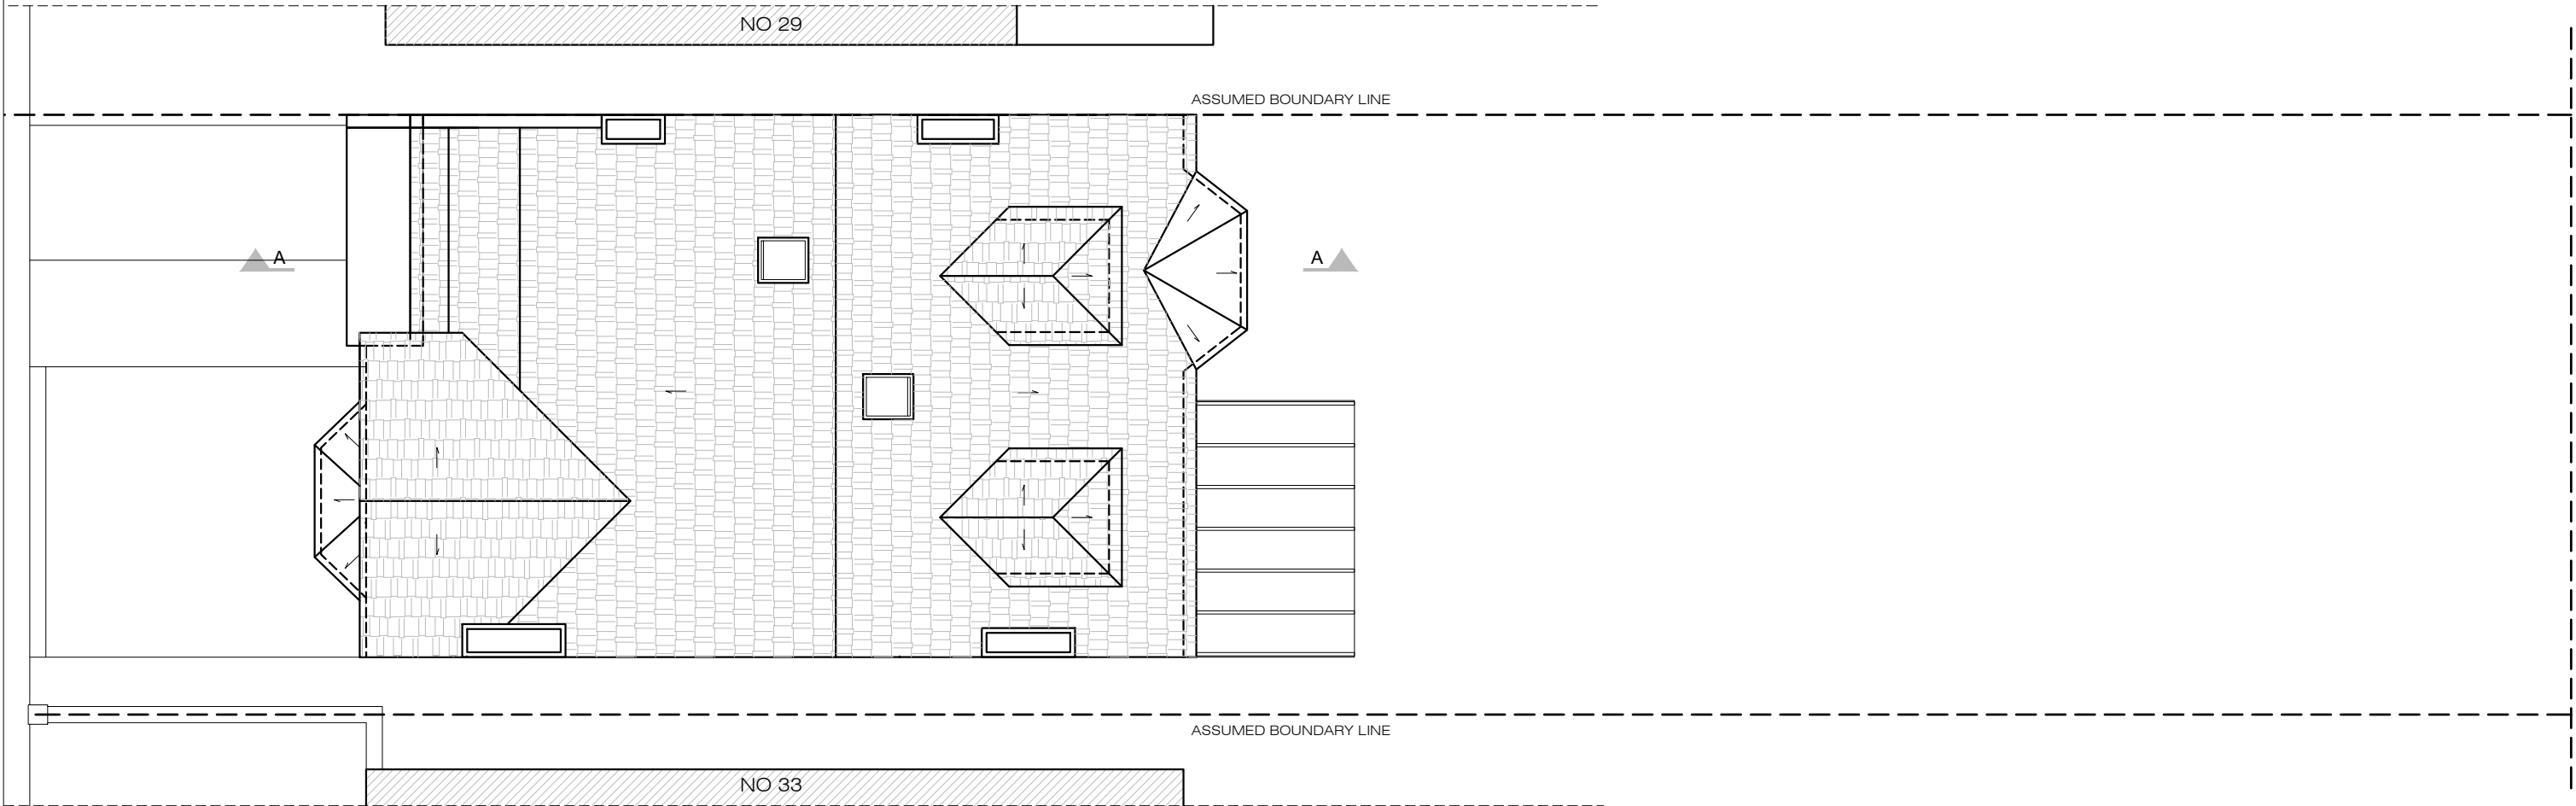 NO 29
ASSUMED BOUNDARY LINE
A
A
ASSUMED BOUNDARY LINE
NO 33